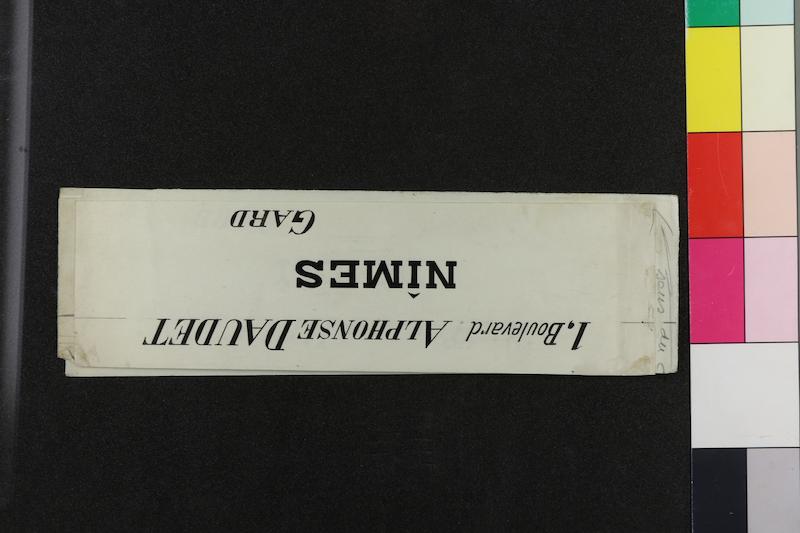 1, Boulevard ALPHONSE DAUDET
NÎMES
GARD